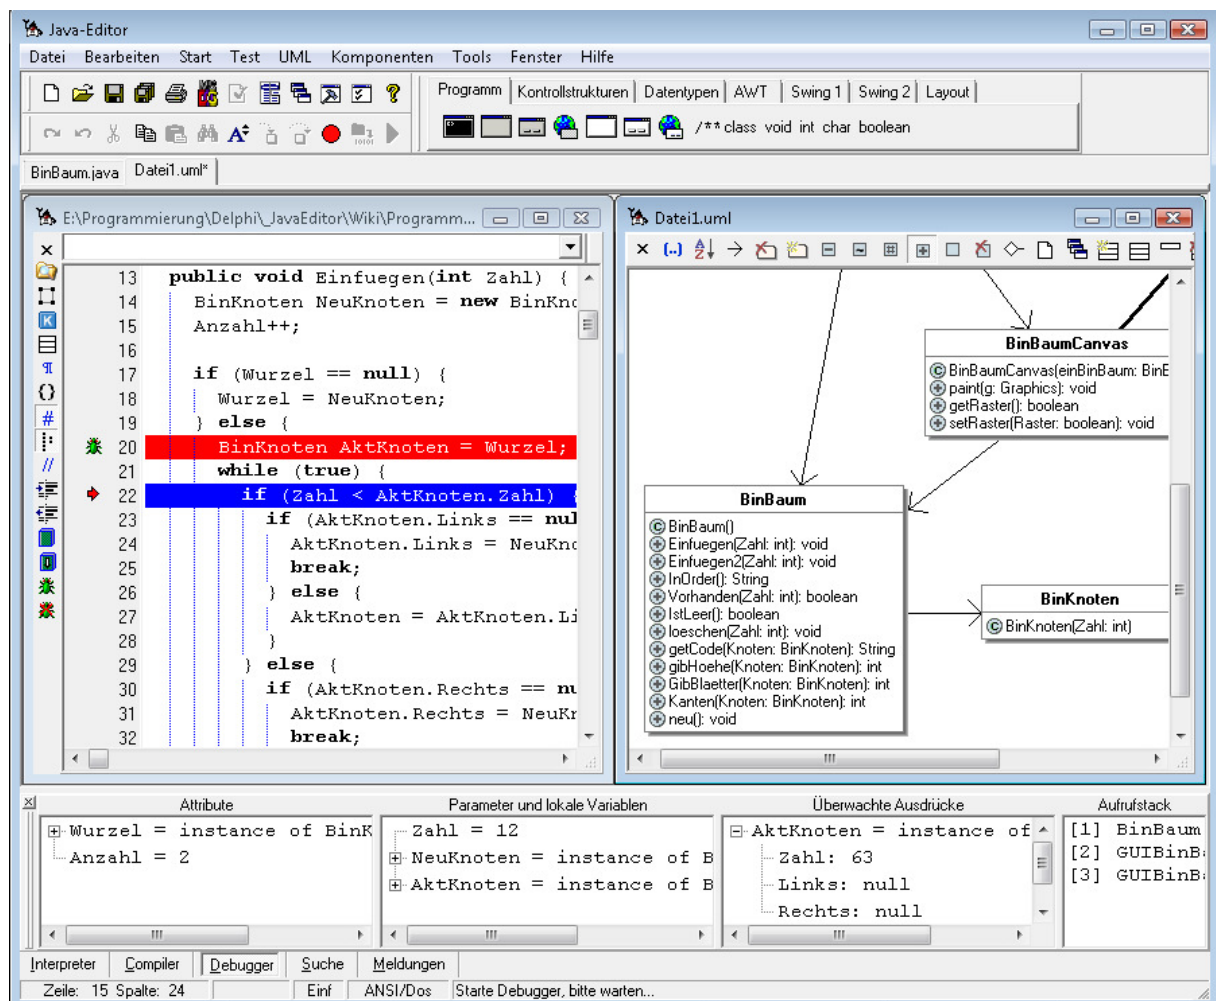 Java-Editor
Datei Bearbeiten Start Test UML Komponenten Tools Fenster Hilfe
Programm Kontrollstrukturen Datentypen AWT Swing 1 Swing 2 Layout
/** class void int char boolean
BinBaum.java Datei1.uml*
E:\Programmierung\Delphi\_JavaEditor\Wiki\Programm...
13 public void Einfuegen(int Zahl) {
14 BinKnoten NeuKnoten = new BinKno
15 Anzahl++;
16
17 if (Wurzel == null) {
18 Wurzel = NeuKnoten;
19 } else {
20 BinKnoten AktKnoten = Wurzel;
21 while (true) {
22 if (Zahl < AktKnoten.Zahl) {
23 if (AktKnoten.Links == nul
24 AktKnoten.Links = NeuKno
25 break;
26 } else {
27 AktKnoten = AktKnoten.Li
28 }
29 } else {
30 if (AktKnoten.Rechts == nu
31 AktKnoten.Rechts = NeuKn
32 break;
Datei1.uml
BinBaumCanvas
BinBaumCanvas(einBinBaum: BinB
paint(g: Graphics): void
getRaster(): boolean
setRaster(Raster: boolean): void
BinBaum
BinBaum()
Einfuegen(Zahl: int): void
Einfuegen2(Zahl: int): void
InOrder(): String
Vorhanden(Zahl: int): boolean
IstLeer(): boolean
loeschen(Zahl: int): void
getCode(Knoten: BinKnoten): String
gibHoehe(Knoten: BinKnoten): int
GibBlaetter(Knoten: BinKnoten): int
Kanten(Knoten: BinKnoten): int
neu(): void
BinKnoten
BinKnoten(Zahl: int)
Attribute
Wurzel = instance of BinK
Anzahl = 2
Parameter und lokale Variablen
Zahl = 12
NeuKnoten = instance of B
AktKnoten = instance of B
Überwachte Ausdrücke
AktKnoten = instance of
Zahl: 63
Links: null
Rechts: null
Aufrufstack
[1] BinBaum
[2] GUIBinBa
[3] GUIBinBa
Interpreter Compiler Debugger Suche Meldungen
Zeile: 15 Spalte: 24 Einf ANSI/Dos Starte Debugger, bitte warten...